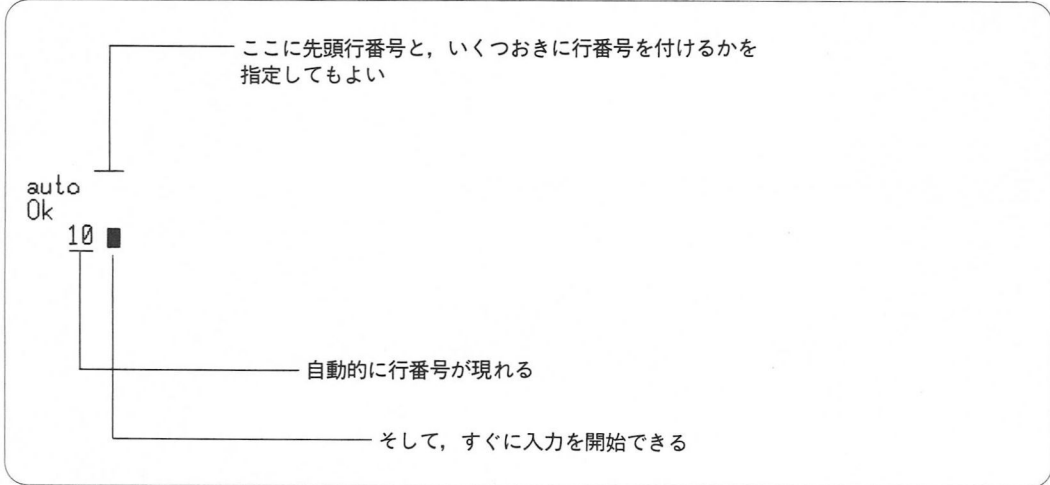 ここに先頭行番号と，いくつおきに行番号を付けるかを
指定してもよい
auto
Ok
10
自動的に行番号が現れる
そして，すぐに入力を開始できる